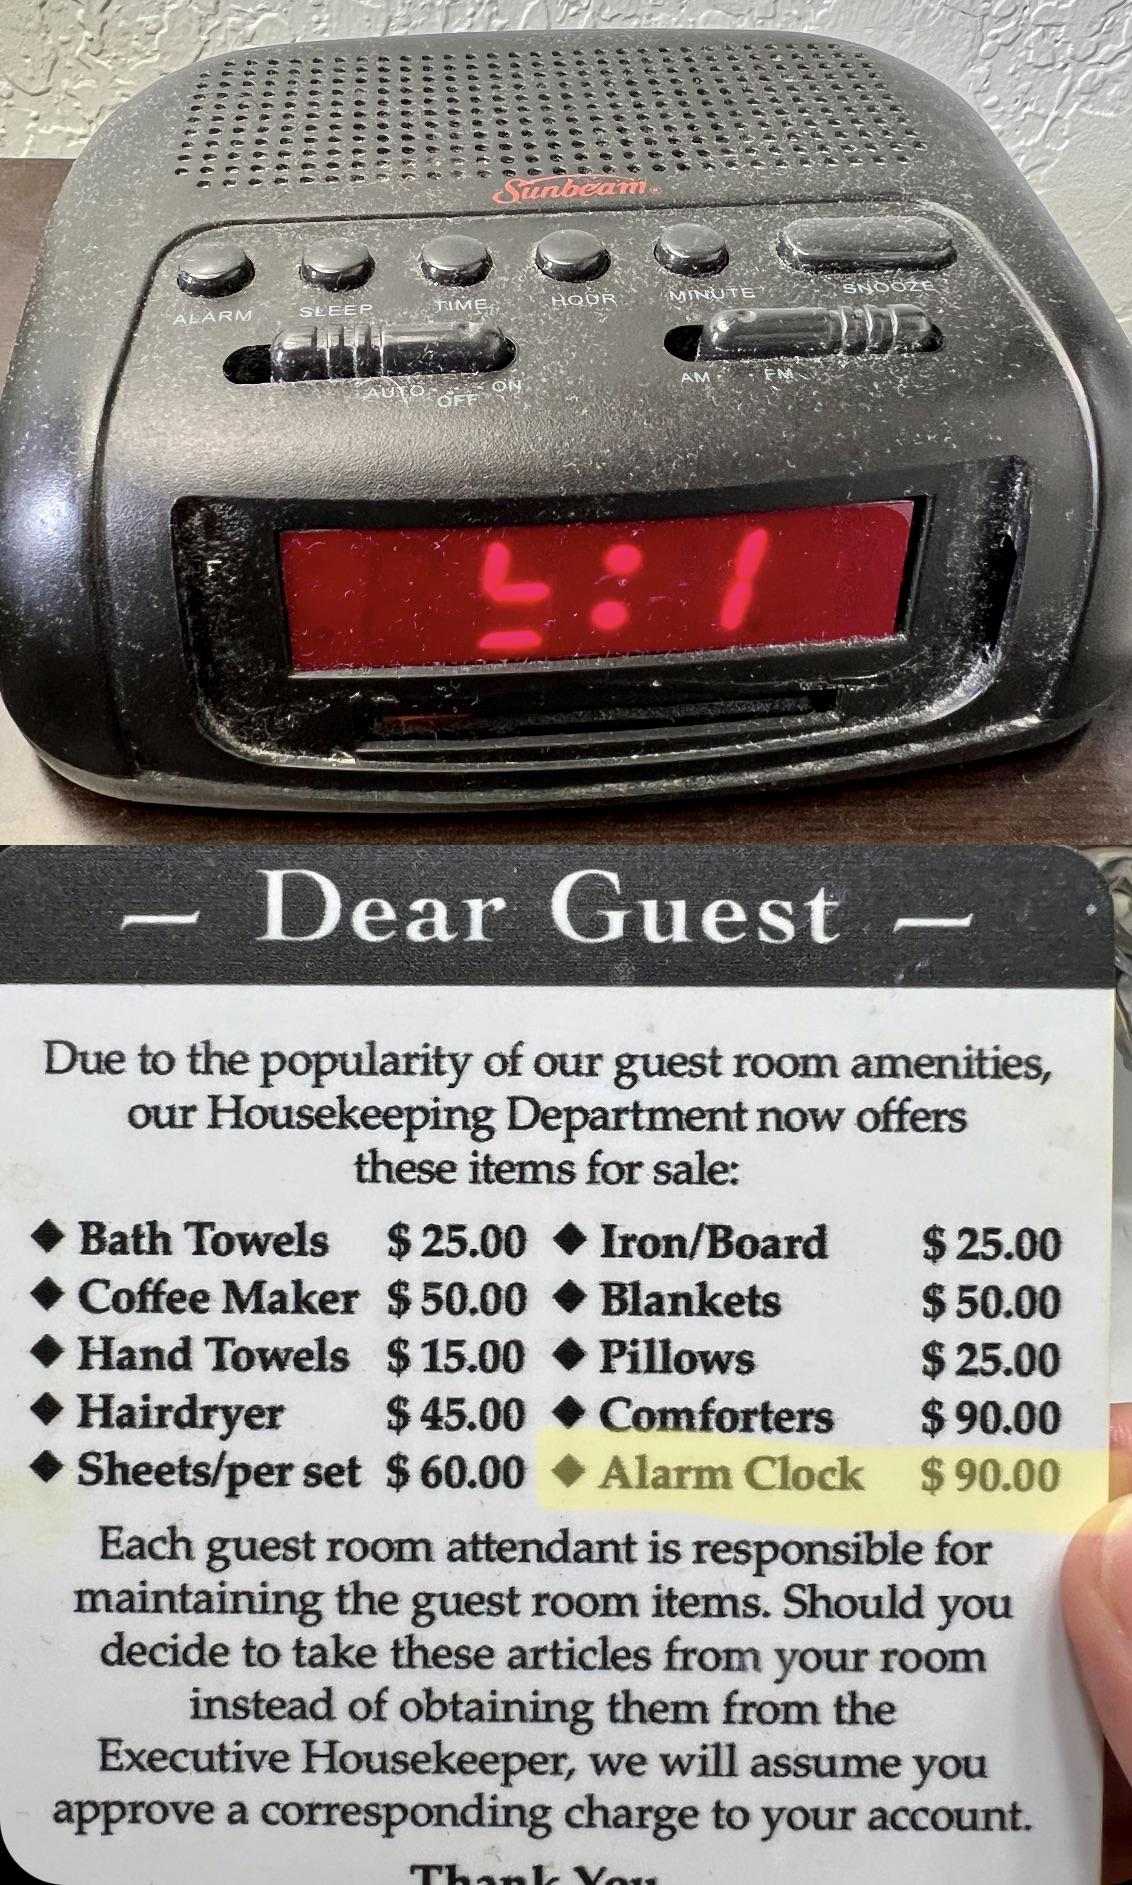 Sunbeam®
ALARM SLEEP TIME HOUR MINUTE SNOOZE
AUTO OFF ON AM FM
— Dear Guest —
Due to the popularity of our guest room amenities,
our Housekeeping Department now offers
these items for sale:
◆ Bath Towels $ 25.00 ◆ Iron/Board $ 25.00
◆ Coffee Maker $ 50.00 ◆ Blankets $ 50.00
◆ Hand Towels $ 15.00 ◆ Pillows $ 25.00
◆ Hairdryer $ 45.00 ◆ Comforters $ 90.00
◆ Sheets/per set $ 60.00 ◆ Alarm Clock $ 90.00
Each guest room attendant is responsible for
maintaining the guest room items. Should you
decide to take these articles from your room
instead of obtaining them from the
Executive Housekeeper, we will assume you
approve a corresponding charge to your account.
Thank You